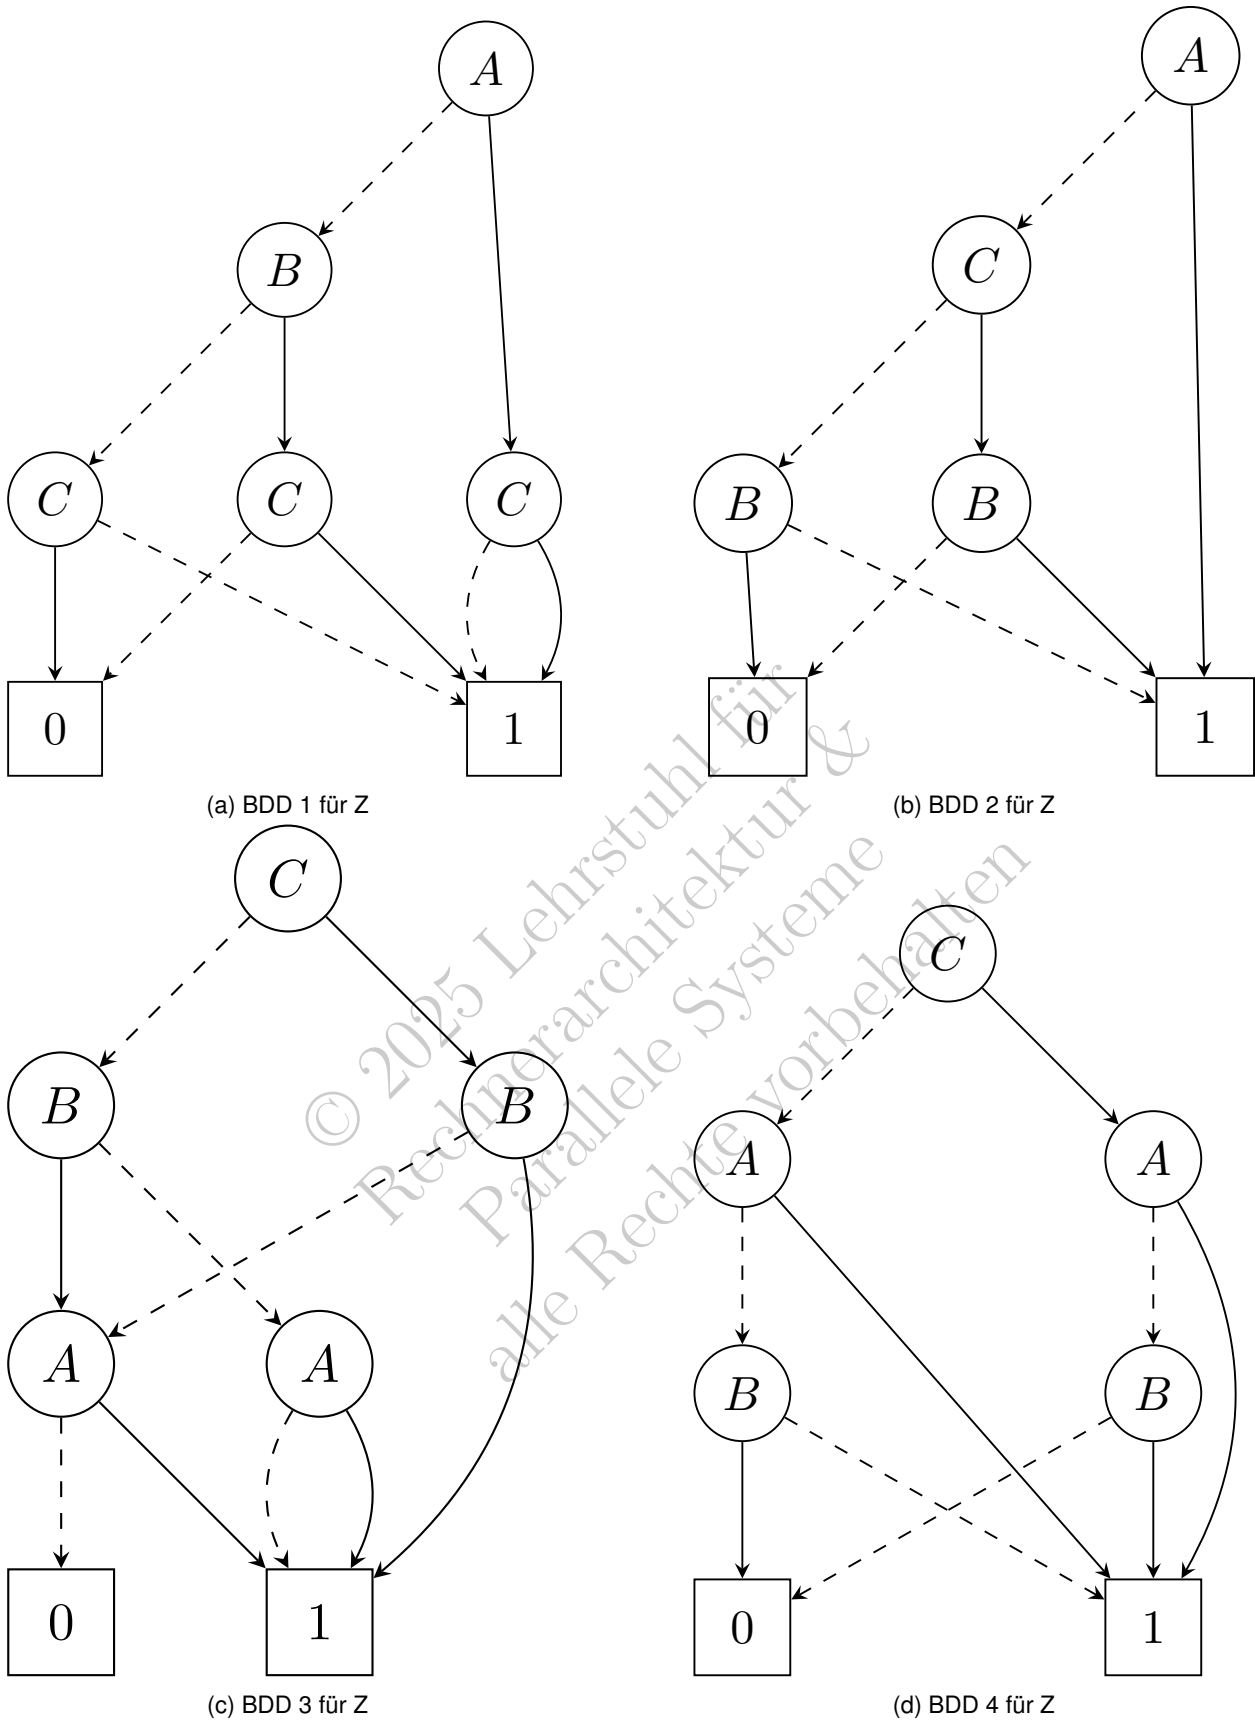 A
B
C
C
C
0
1
(a) BDD 1 für Z
A
C
B
B
0
1
(b) BDD 2 für Z
C
B
B
A
A
0
1
(c) BDD 3 für Z
C
A
A
B
B
0
1
(d) BDD 4 für Z
© 2025 Lehrstuhl für
Rechnerarchitektur &
Parallele Systeme
alle Rechte vorbehalten